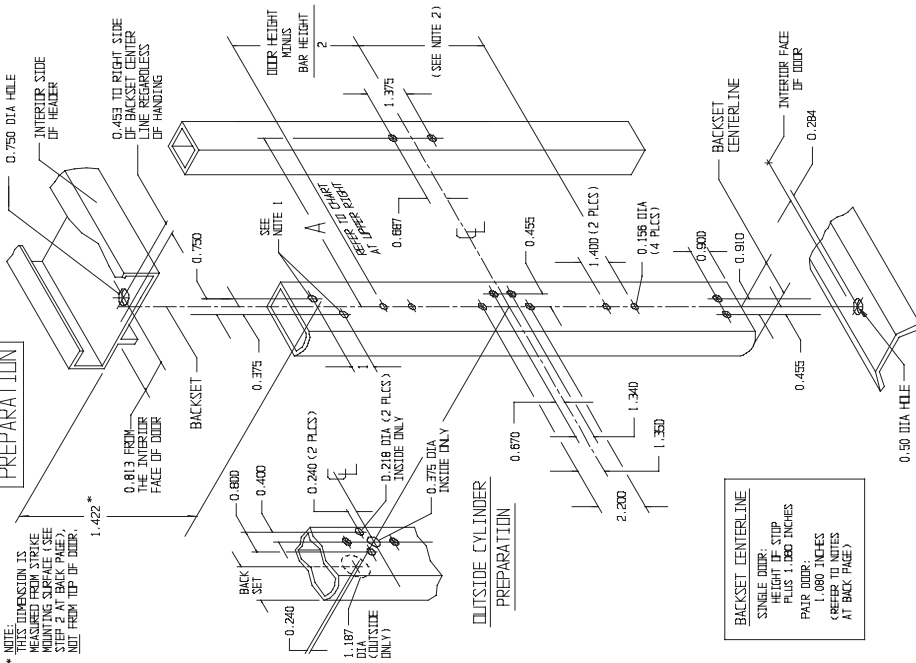 PREPARATION
* NOTE:
THIS DIMENSION IS
MEASURED FROM STRIKE
MOUNTING SURFACE (SEE
STEP 2 AT BACK PAGE),
NOT FROM TOP OF DOOR.
1.422 *
0.813 FROM
THE INTERIOR
FACE OF DOOR
BACKSET
0.375
0.750
0.750 DIA HOLE
INTERIOR SIDE
OF HEADER
0.453 TO RIGHT SIDE
OF BACKSET CENTER
LINE REGARDLESS
OF HANDING
SEE
NOTE 1
A
REFER TO CHART
AT UPPER RIGHT
DOOR HEIGHT
MINUS
BAR HEIGHT
2
(SEE NOTE 2)
1.375
0.687
0.455
1.400 (2 PLCS)
0.156 DIA
(4 PLCS)
0.900
0.910
BACKSET
CENTERLINE
* INTERIOR FACE
OF DOOR
0.284
0.455
0.50 DIA HOLE
1
0.670
1.340
1.350
2.200
0.800
0.400
0.240 (2 PLCS)
0.218 DIA (2 PLCS)
INSIDE ONLY
0.375 DIA
INSIDE ONLY
BACK
SET
0.240
1.187
DIA
(OUTSIDE
ONLY)
OUTSIDE CYLINDER
PREPARATION
BACKSET CENTERLINE
SINGLE DOOR:
HEIGHT OF STOP
PLUS 1.080 INCHES
PAIR DOOR:
1.080 INCHES
(REFER TO NOTES
AT BACK PAGE)